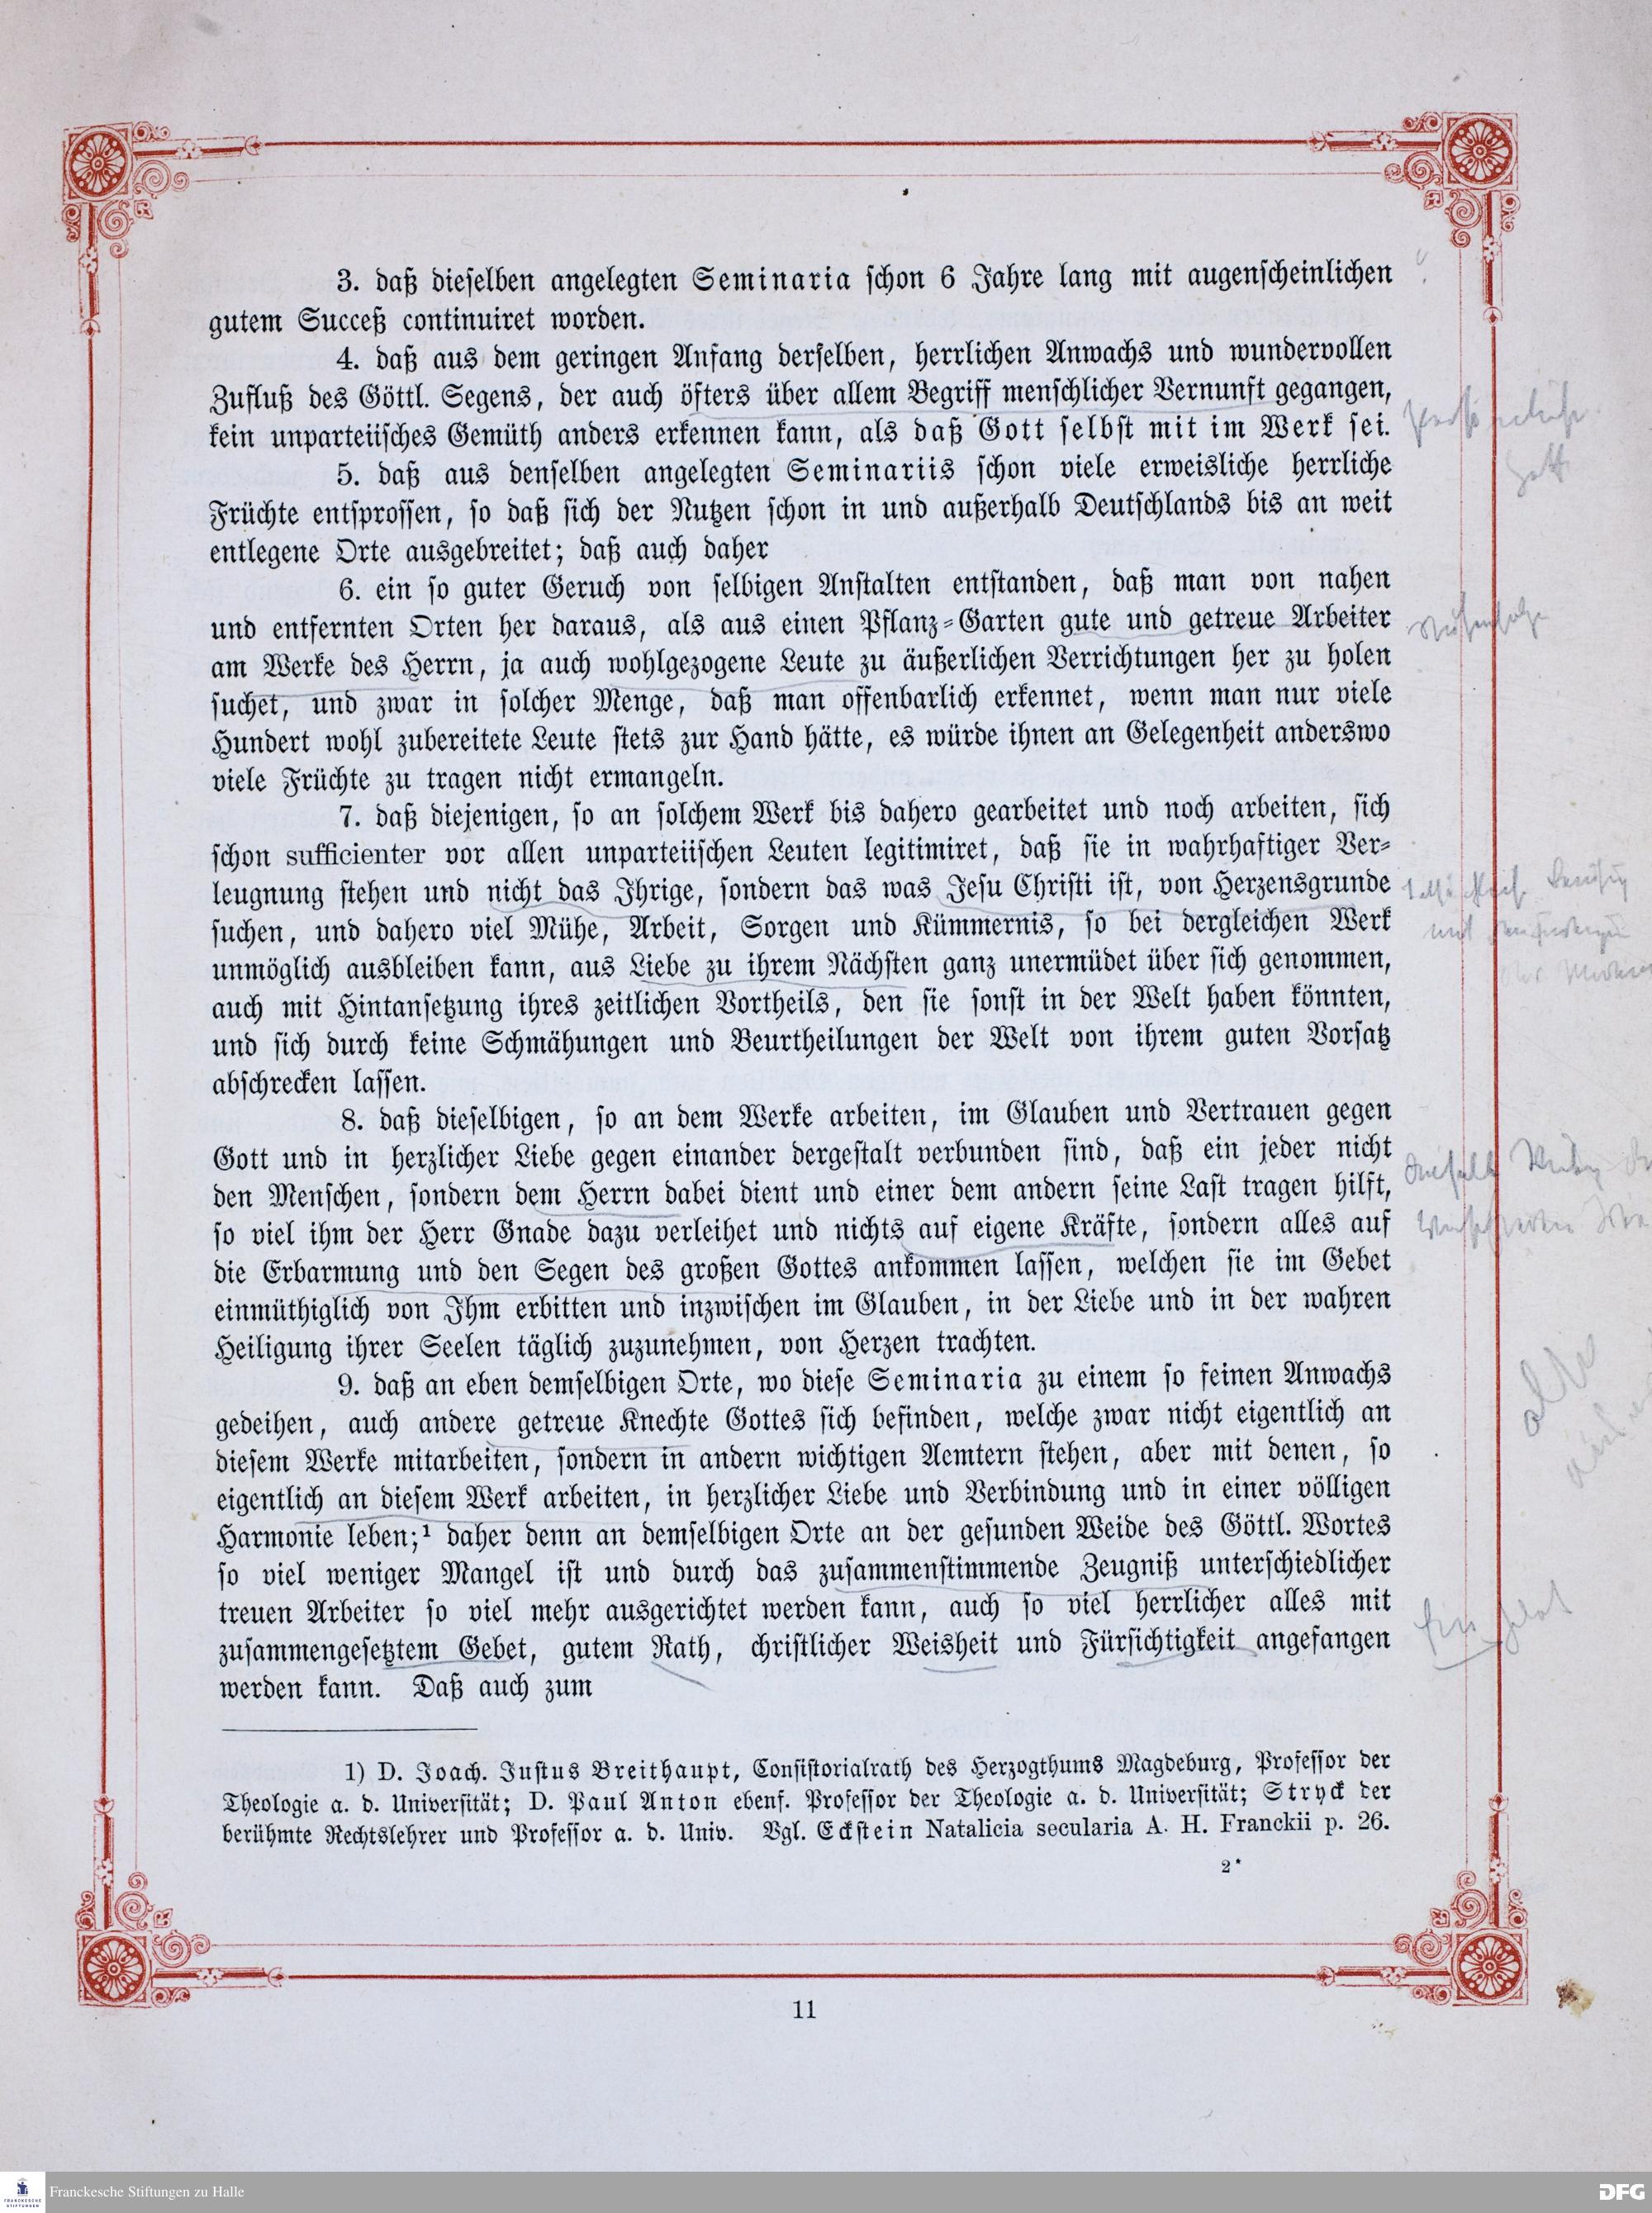 3. daß dieselben angelegten Seminaria schon 6 Jahre lang mit augenscheinlichen
gutem Succeß continuiret worden.
4. daß aus dem geringen Anfang derselben, herrlichen Anwachs und wundervollen
Zufluß des Göttl. Segens, der auch öfters über allem Begriff menschlicher Vernunft gegangen,
kein unparteiisches Gemüth anders erkennen kann, als daß Gott selbst mit im Werk sei.
5. daß aus denselben angelegten Seminariis schon viele erweisliche herrliche
Früchte entsprossen, so daß sich der Nutzen schon in und außerhalb Deutschlands bis an weit
entlegene Orte ausgebreitet; daß auch daher
6. ein so guter Geruch von selbigen Anstalten entstanden, daß man von nahen
und entfernten Orten her daraus, als aus einen Pflanz-Garten gute und getreue Arbeiter
am Werke des Herrn, ja auch wohlgezogene Leute zu äußerlichen Verrichtungen her zu holen
suchet, und zwar in solcher Menge, daß man offenbarlich erkennet, wenn man nur viele
Hundert wohl zubereitete Leute stets zur Hand hätte, es würde ihnen an Gelegenheit anderswo
viele Früchte zu tragen nicht ermangeln.
7. daß diejenigen, so an solchem Werk bis dahero gearbeitet und noch arbeiten, sich
schon sufficienter vor allen unparteiischen Leuten legitimiret, daß sie in wahrhaftiger Ver-
leugnung stehen und nicht das Ihrige, sondern das was Jesu Christi ist, von Herzensgrunde
suchen, und dahero viel Mühe, Arbeit, Sorgen und Kümmernis, so bei dergleichen Werk
unmöglich ausbleiben kann, aus Liebe zu ihrem Nächsten ganz unermüdet über sich genommen,
auch mit Hintansetzung ihres zeitlichen Vortheils, den sie sonst in der Welt haben könnten,
und sich durch keine Schmähungen und Beurtheilungen der Welt von ihrem guten Vorsatz
abschrecken lassen.
8. daß dieselbigen, so an dem Werke arbeiten, im Glauben und Vertrauen gegen
Gott und in herzlicher Liebe gegen einander dergestalt verbunden sind, daß ein jeder nicht
den Menschen, sondern dem Herrn dabei dient und einer dem andern seine Last tragen hilft,
so viel ihm der Herr Gnade dazu verleihet und nichts auf eigene Kräfte, sondern alles auf
die Erbarmung und den Segen des großen Gottes ankommen lassen, welchen sie im Gebet
einmüthiglich von Ihm erbitten und inzwischen im Glauben, in der Liebe und in der wahren
Heiligung ihrer Seelen täglich zuzunehmen, von Herzen trachten.
9. daß an eben demselbigen Orte, wo diese Seminaria zu einem so feinen Anwachs
gedeihen, auch andere getreue Knechte Gottes sich befinden, welche zwar nicht eigentlich an
diesem Werke mitarbeiten, sondern in andern wichtigen Aemtern stehen, aber mit denen, so
eigentlich an diesem Werk arbeiten, in herzlicher Liebe und Verbindung und in einer völligen
Harmonie leben;¹ daher denn an demselbigen Orte an der gesunden Weide des Göttl. Wortes
so viel weniger Mangel ist und durch das zusammenstimmende Zeugniß unterschiedlicher
treuen Arbeiter so viel mehr ausgerichtet werden kann, auch so viel herrlicher alles mit
zusammengesetztem Gebet, gutem Rath, christlicher Weisheit und Fürsichtigkeit angefangen
werden kann. Daß auch zum
1) D. Joach. Justus Breithaupt, Consistorialrath des Herzogthums Magdeburg, Professor der
Theologie a. d. Universität; D. Paul Anton ebenf. Professor der Theologie a. d. Universität; Stryck der
berühmte Rechtslehrer und Professor a. d. Univ. Vgl. Eckstein Natalicia secularia A. H. Franckii p. 26.
2*
11
Franckesche Stiftungen zu Halle
DFG